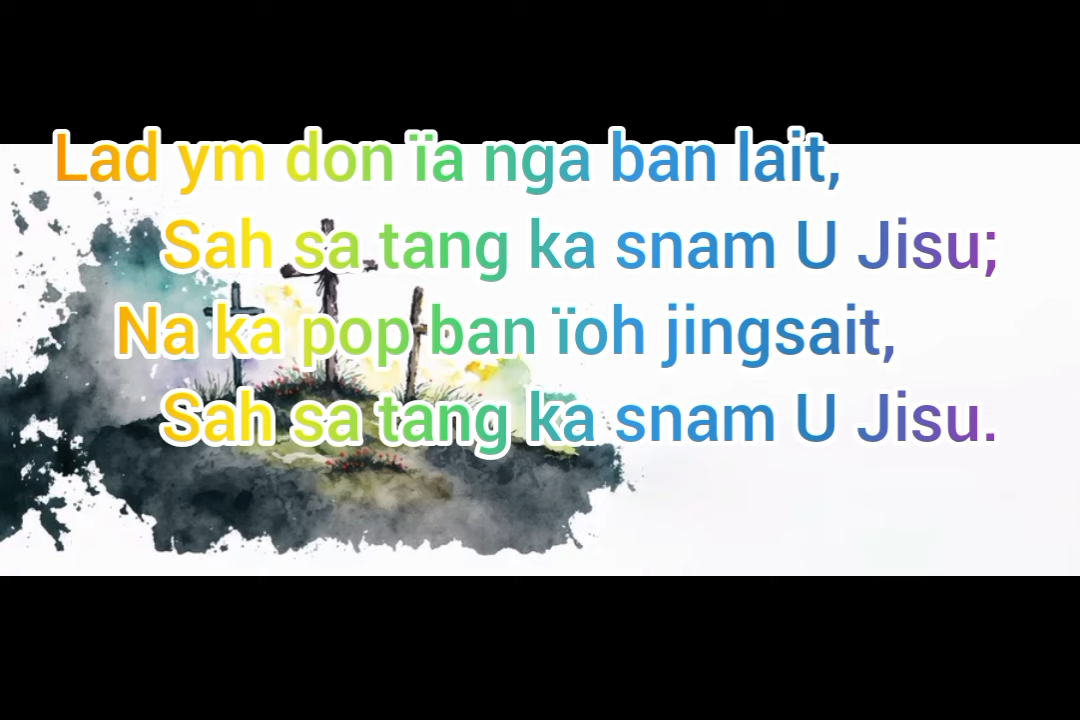 Lad ym don ïa nga ban lait,
Sah sa tang ka snam U Jisu;
Na ka pop ban ïoh jingsait,
Sah sa tang ka snam U Jisu.